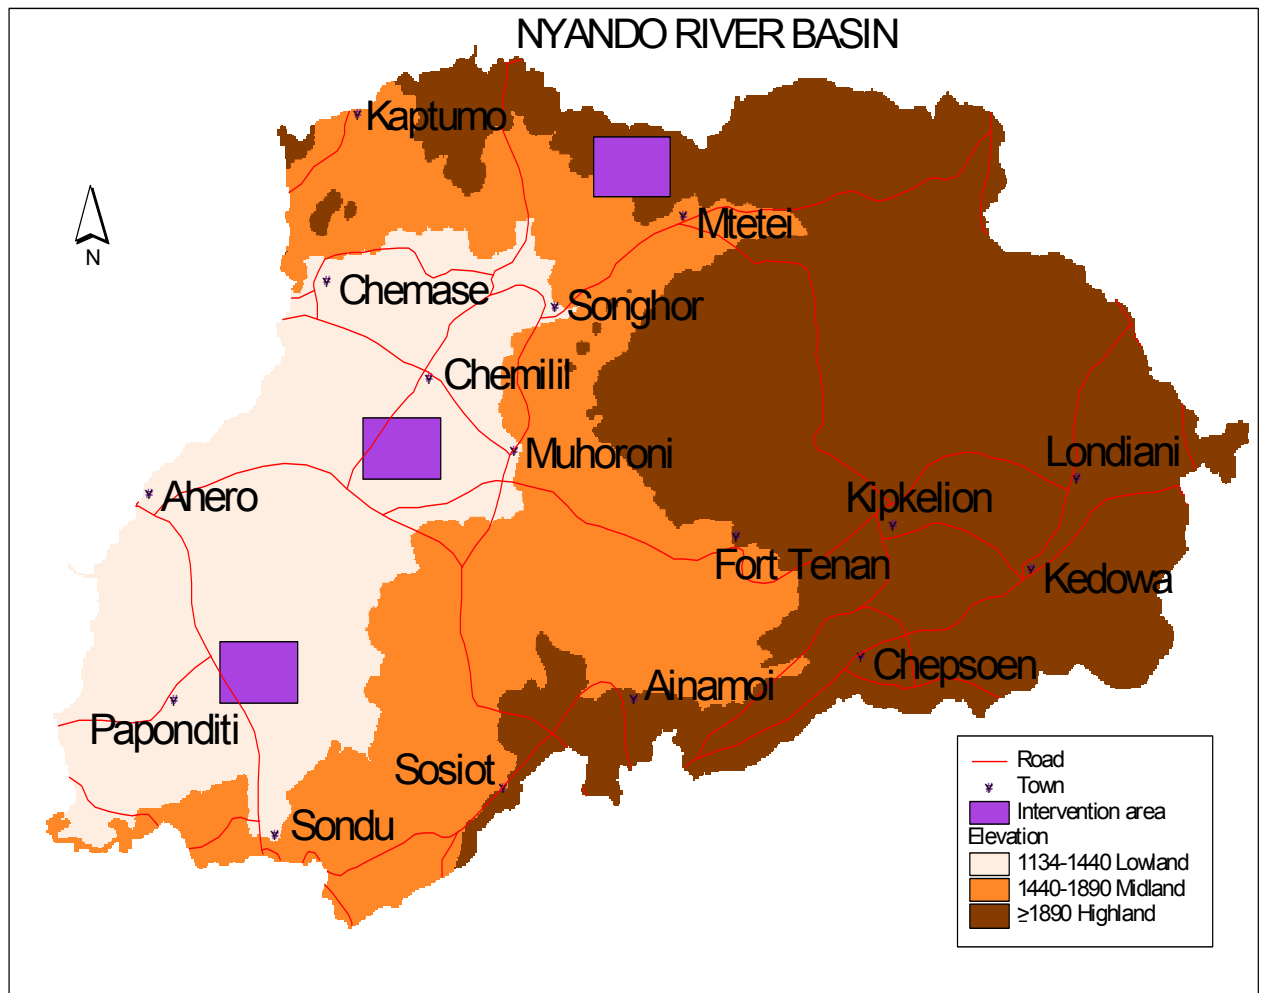 NYANDO RIVER BASIN
Kaptumo
Mtetei
N
Chemase
Songhor
Chemilil
Muhoroni
Londiani
Ahero
Kipkelion
Fort Tenan
Kedowa
Chepsoen
Ainamoi
Paponditi
Sosiot
Sondu
Road
Town
Intervention area
Elevation
1134-1440 Lowland
1440-1890 Midland
≥1890 Highland